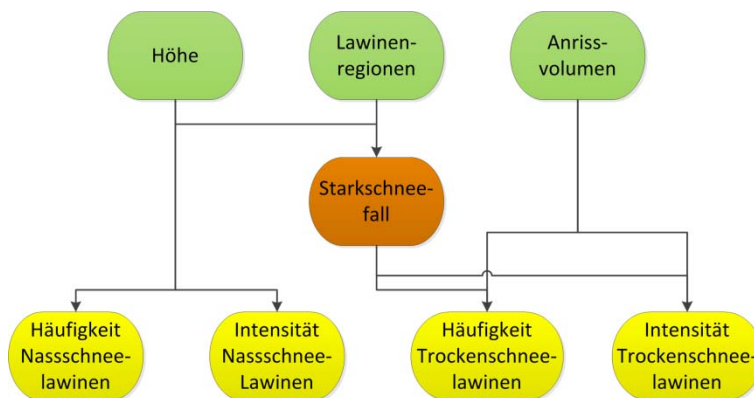 Höhe
Lawinen-
regionen
Anriss-
volumen
Starkschnee-
fall
Häufigkeit
Nassschnee-
lawinen
Intensität
Nassschnee-
Lawinen
Häufigkeit
Trockenschnee-
lawinen
Intensität
Trockenschnee-
lawinen